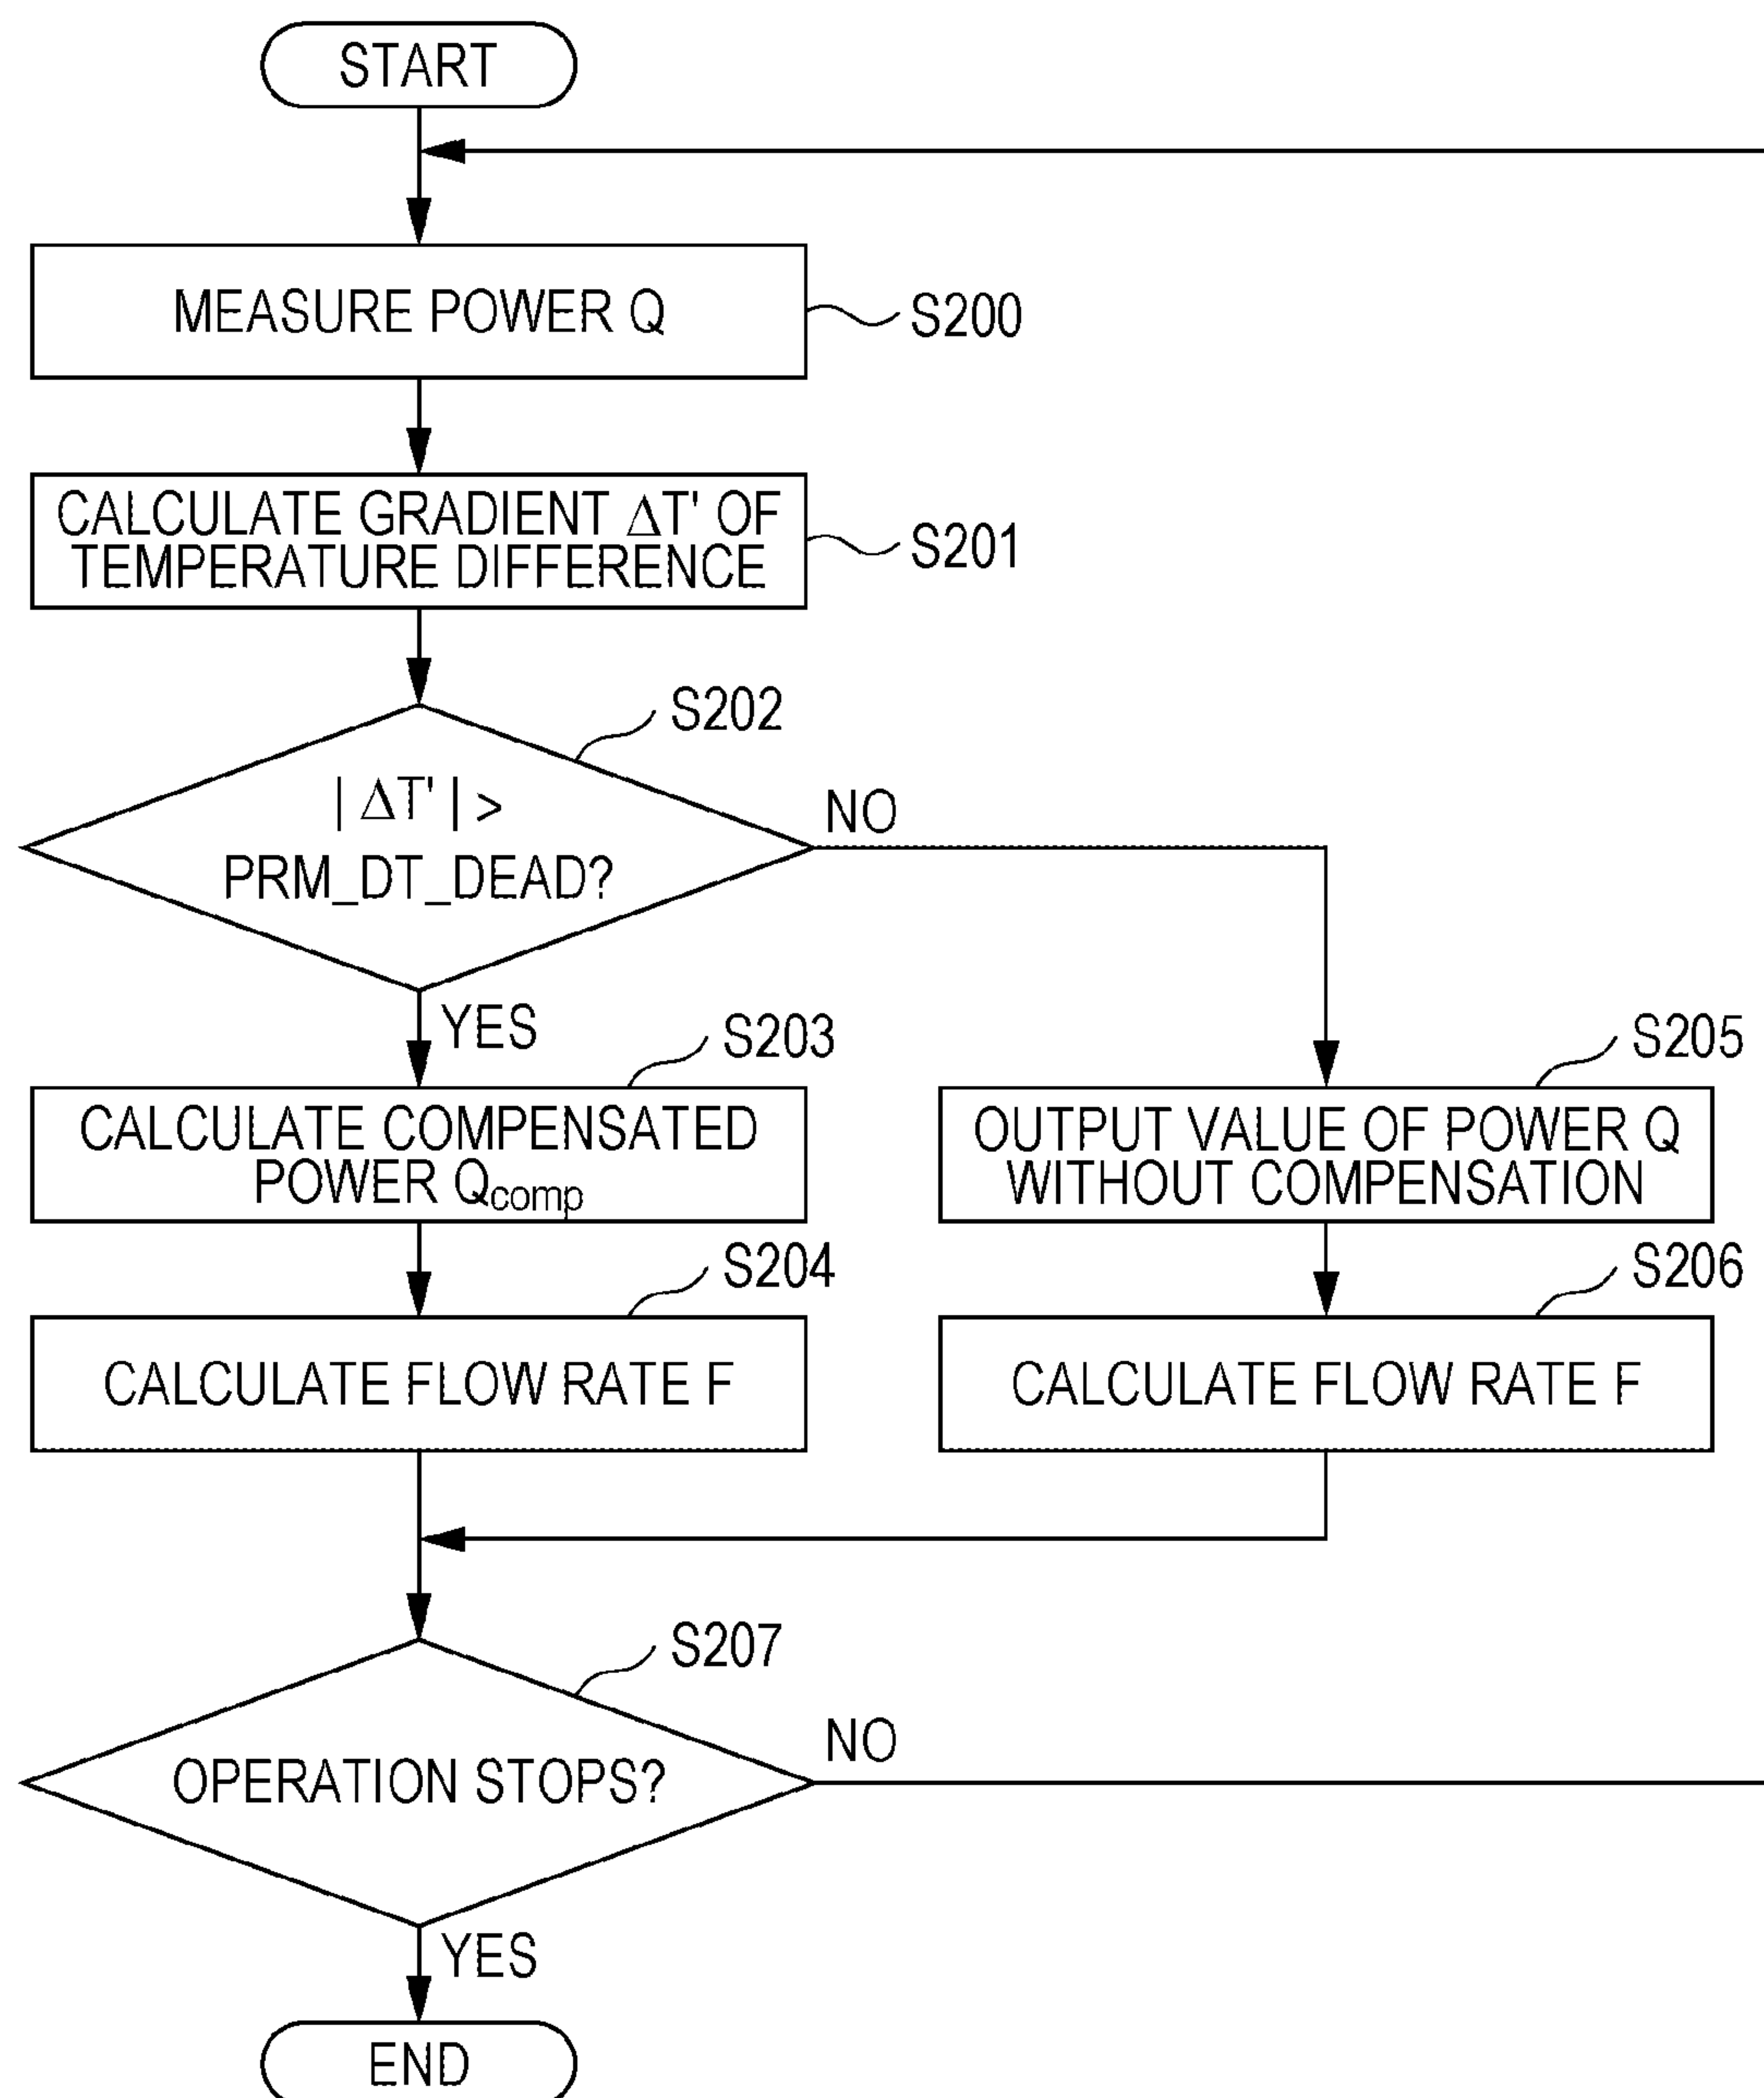 START
MEASURE POWER Q
S200
CALCULATE GRADIENT ΔT' OF
TEMPERATURE DIFFERENCE
S201
S202
| ΔT' | >
PRM_DT_DEAD?
NO
YES
S203
CALCULATE COMPENSATED
POWER Qcomp
S205
OUTPUT VALUE OF POWER Q
WITHOUT COMPENSATION
S204
CALCULATE FLOW RATE F
S206
CALCULATE FLOW RATE F
S207
OPERATION STOPS?
NO
YES
END